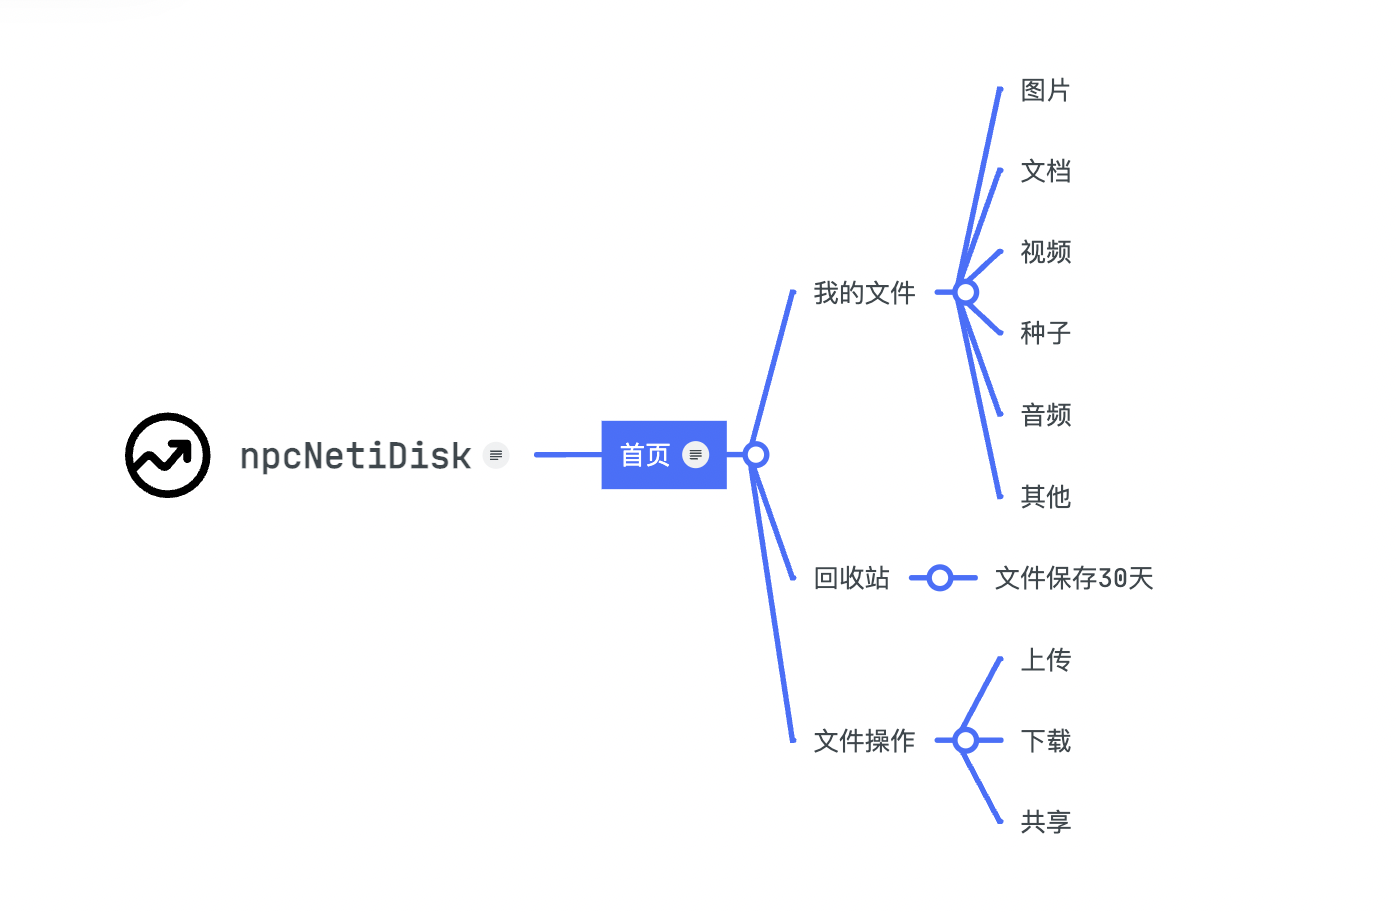 npcNetiDisk
首页
我的文件
图片
文档
视频
种子
音频
其他
回收站
文件保存30天
文件操作
上传
下载
共享